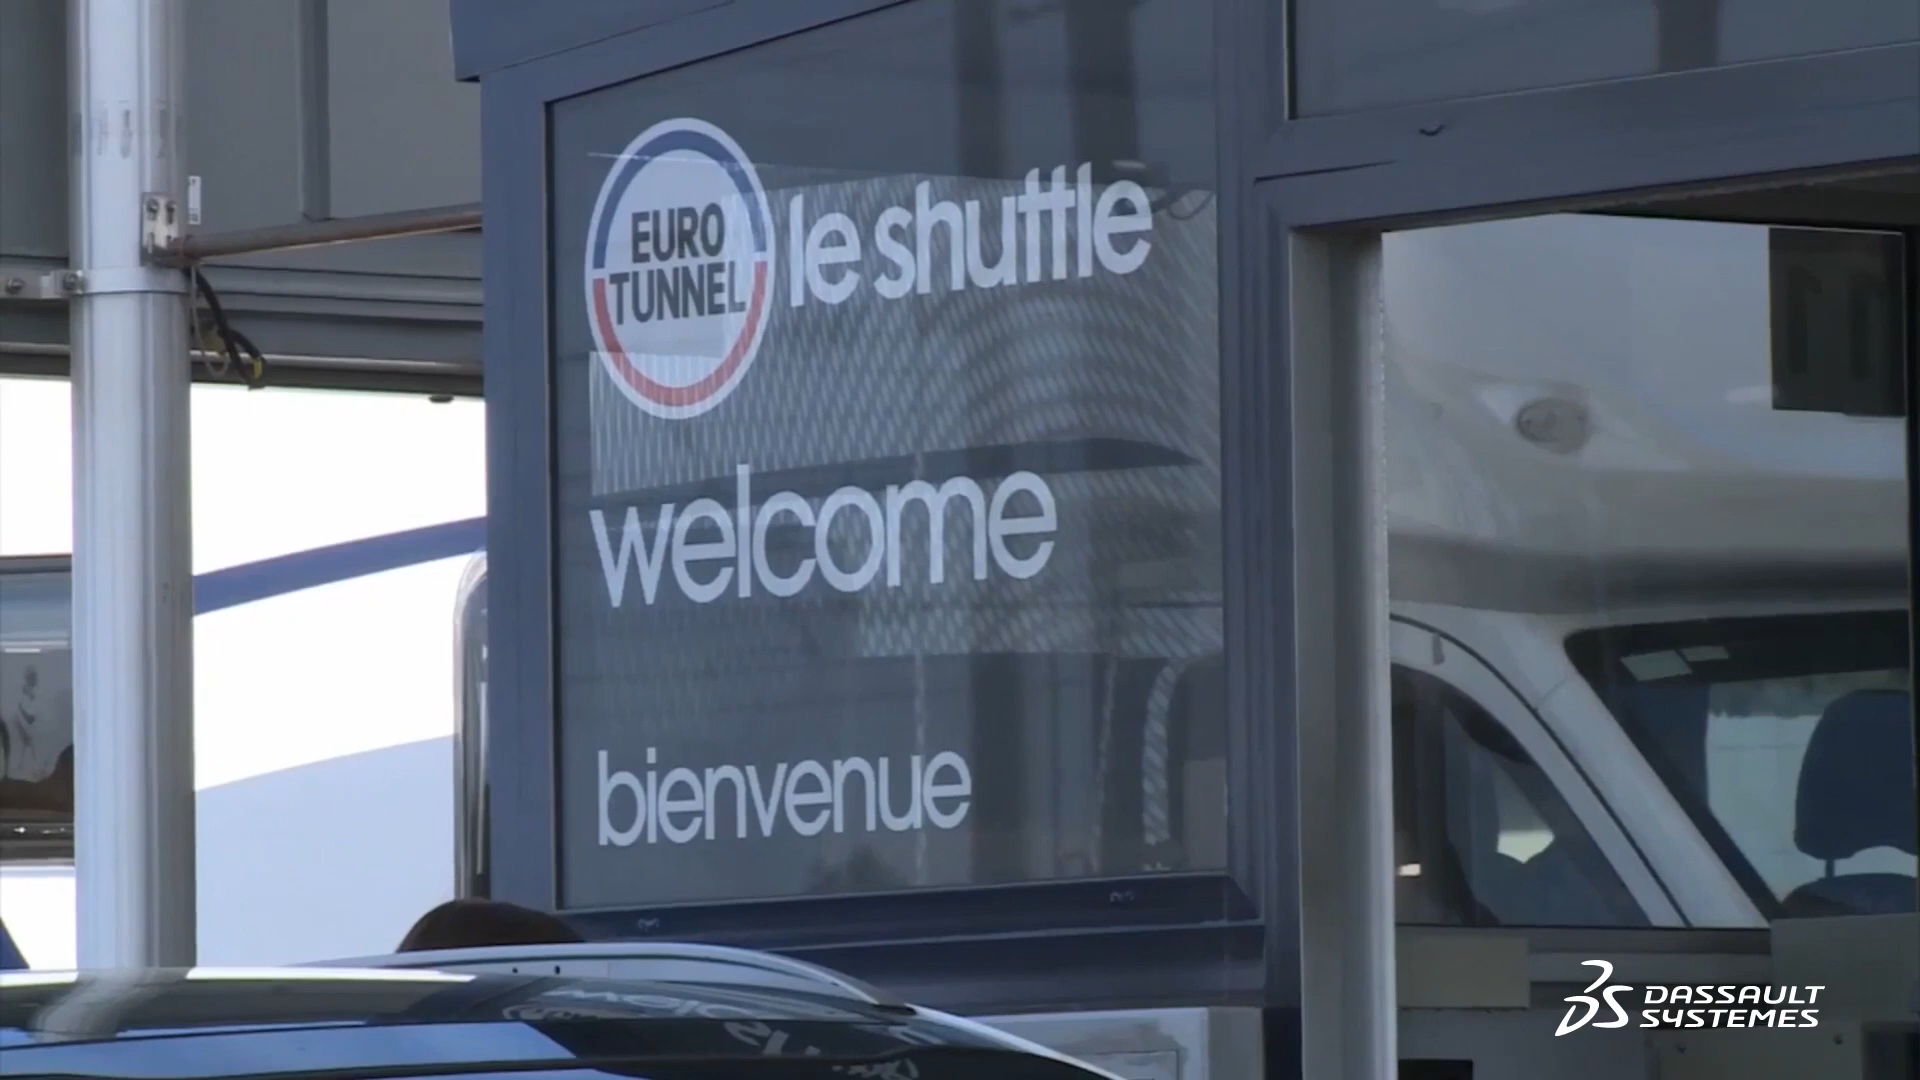 EURO
TUNNEL
le shuttle
welcome
bienvenue
DASSAULT
SYSTEMES